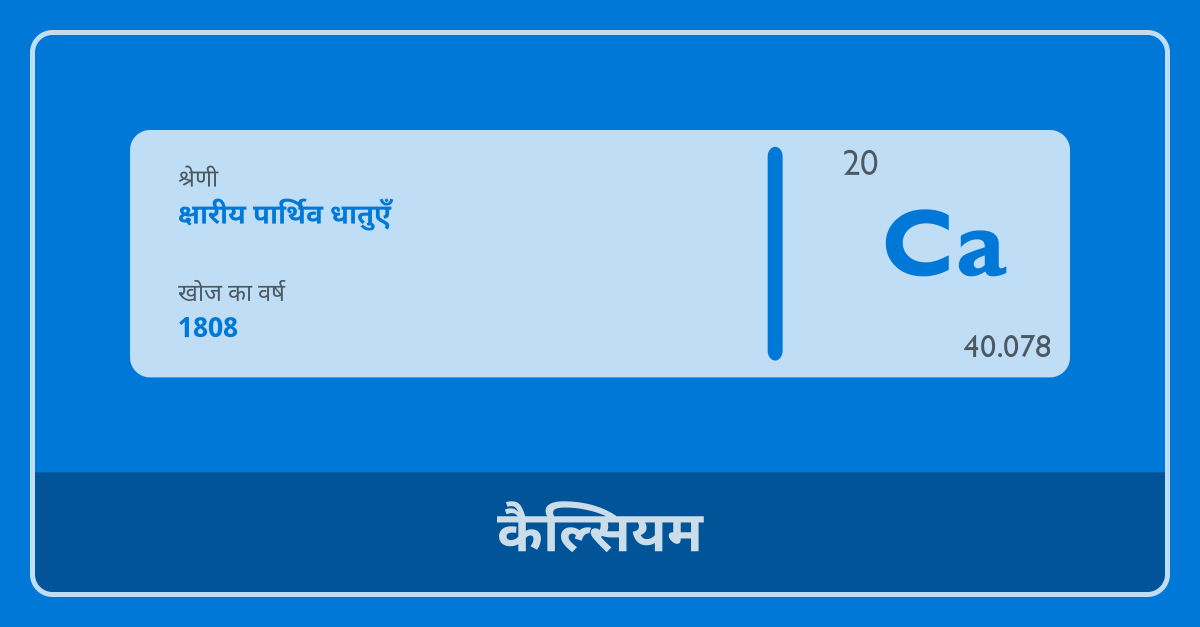 श्रेणी
क्षारीय पार्थिव धातुएँ
खोज का वर्ष
1808
20
Ca
40.078
कैल्सियम